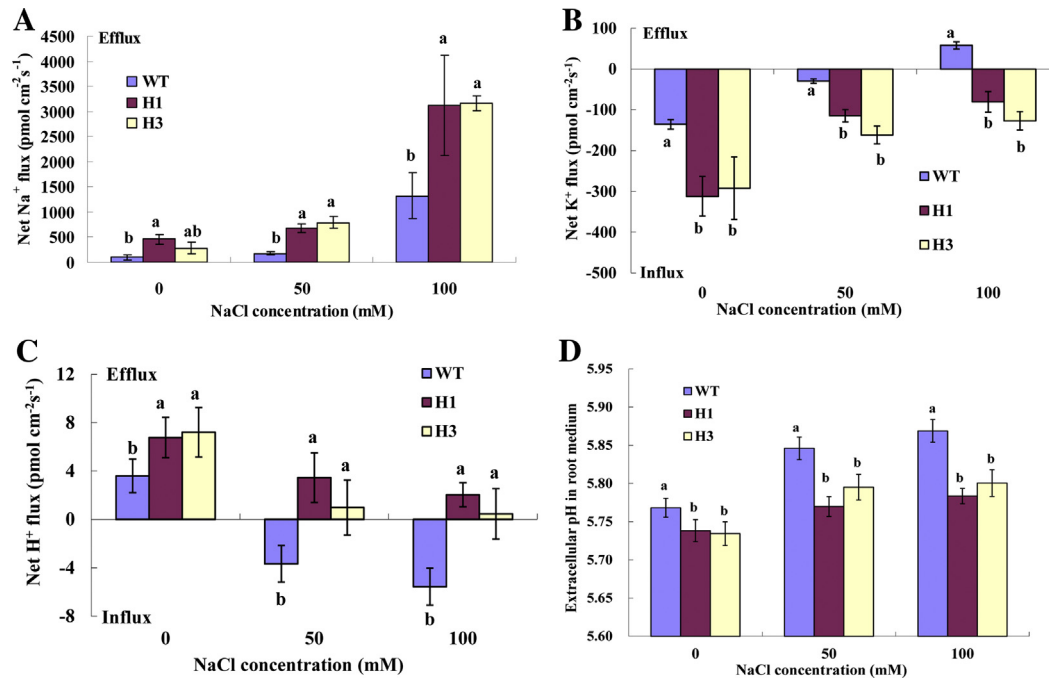 A
Efflux
4500
4000
3500
3000
2500
2000
1500
1000
500
0
Net Na⁺ flux (pmol cm⁻² s⁻¹)
WT
H1
H3
b a ab
b a a
b a a
0 50 100
NaCl concentration (mM)
B
Efflux
100
0
-100
-200
-300
-400
-500
Net K⁺ flux (pmol cm⁻²s⁻¹)
a b b
a b b
a b b
WT
H1
H3
Influx
0 50 100
NaCl concentration (mM)
C
Efflux
12
8
4
0
-4
-8
Net H⁺ flux (pmol cm⁻²s⁻¹)
WT
H1
H3
b a a
b a a
b a a
Influx
0 50 100
NaCl concentration (mM)
D
5.95
5.90
5.85
5.80
5.75
5.70
5.65
5.60
Extracellular pH in root medium
WT
H1
H3
a b b
a b b
a b b
0 50 100
NaCl concentration (mM)